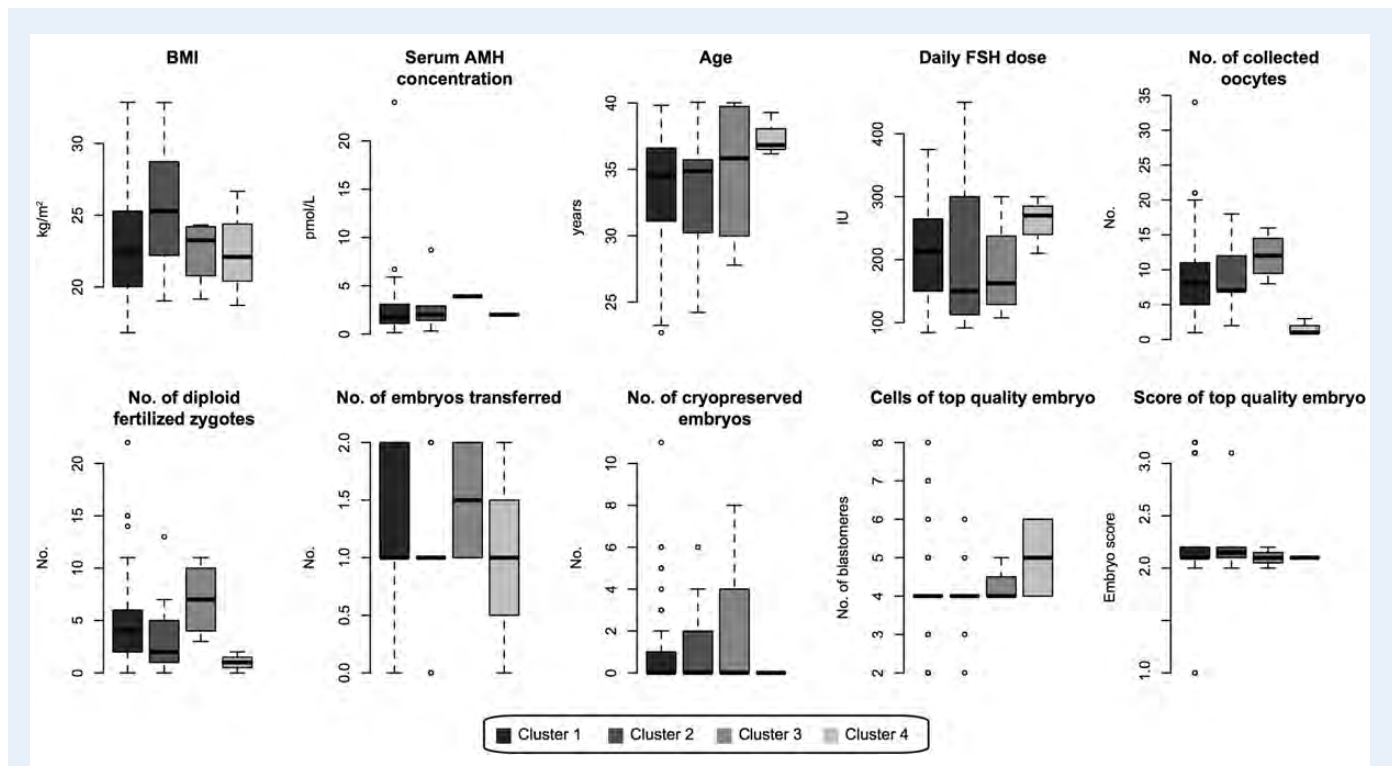 BMI
Serum AMH
concentration
Age
Daily FSH dose
No. of collected
oocytes
kg/m²
20
25
30
pmol/L
0
5
10
15
20
years
25
30
35
40
IU
100
200
300
400
No.
0
5
10
15
20
25
30
35
No. of diploid
fertilized zygotes
No. of embryos transferred
No. of cryopreserved
embryos
Cells of top quality embryo
Score of top quality embryo
No.
0
5
10
15
20
No.
0.0
0.5
1.0
1.5
2.0
No.
0
2
4
6
8
10
No. of blastomeres
2
3
4
5
6
7
8
Embryo score
1.0
2.0
2.5
3.0
Cluster 1 Cluster 2 Cluster 3 Cluster 4